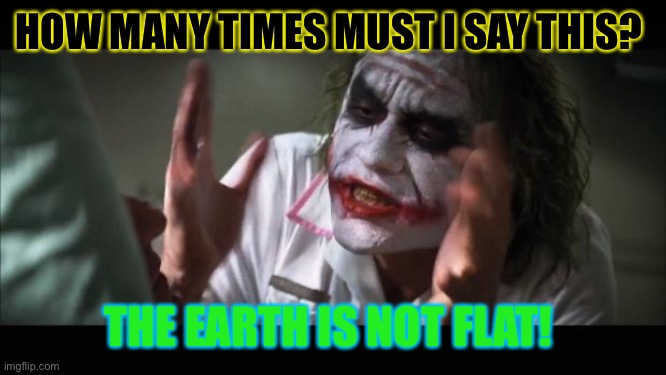 HOW MANY TIMES MUST I SAY THIS?
THE EARTH IS NOT FLAT!
imgflip.com